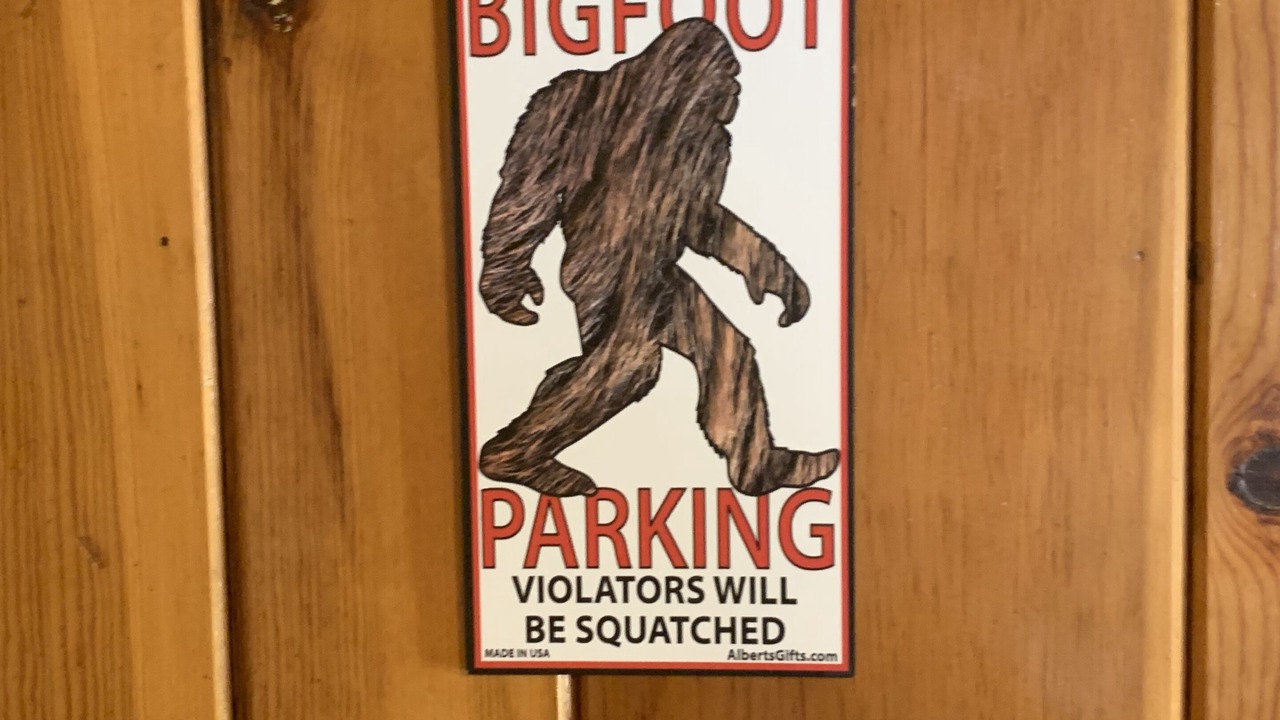 BIGFOOT
PARKING
VIOLATORS WILL
BE SQUATCHED
MADE IN USA AlbertsGifts.com